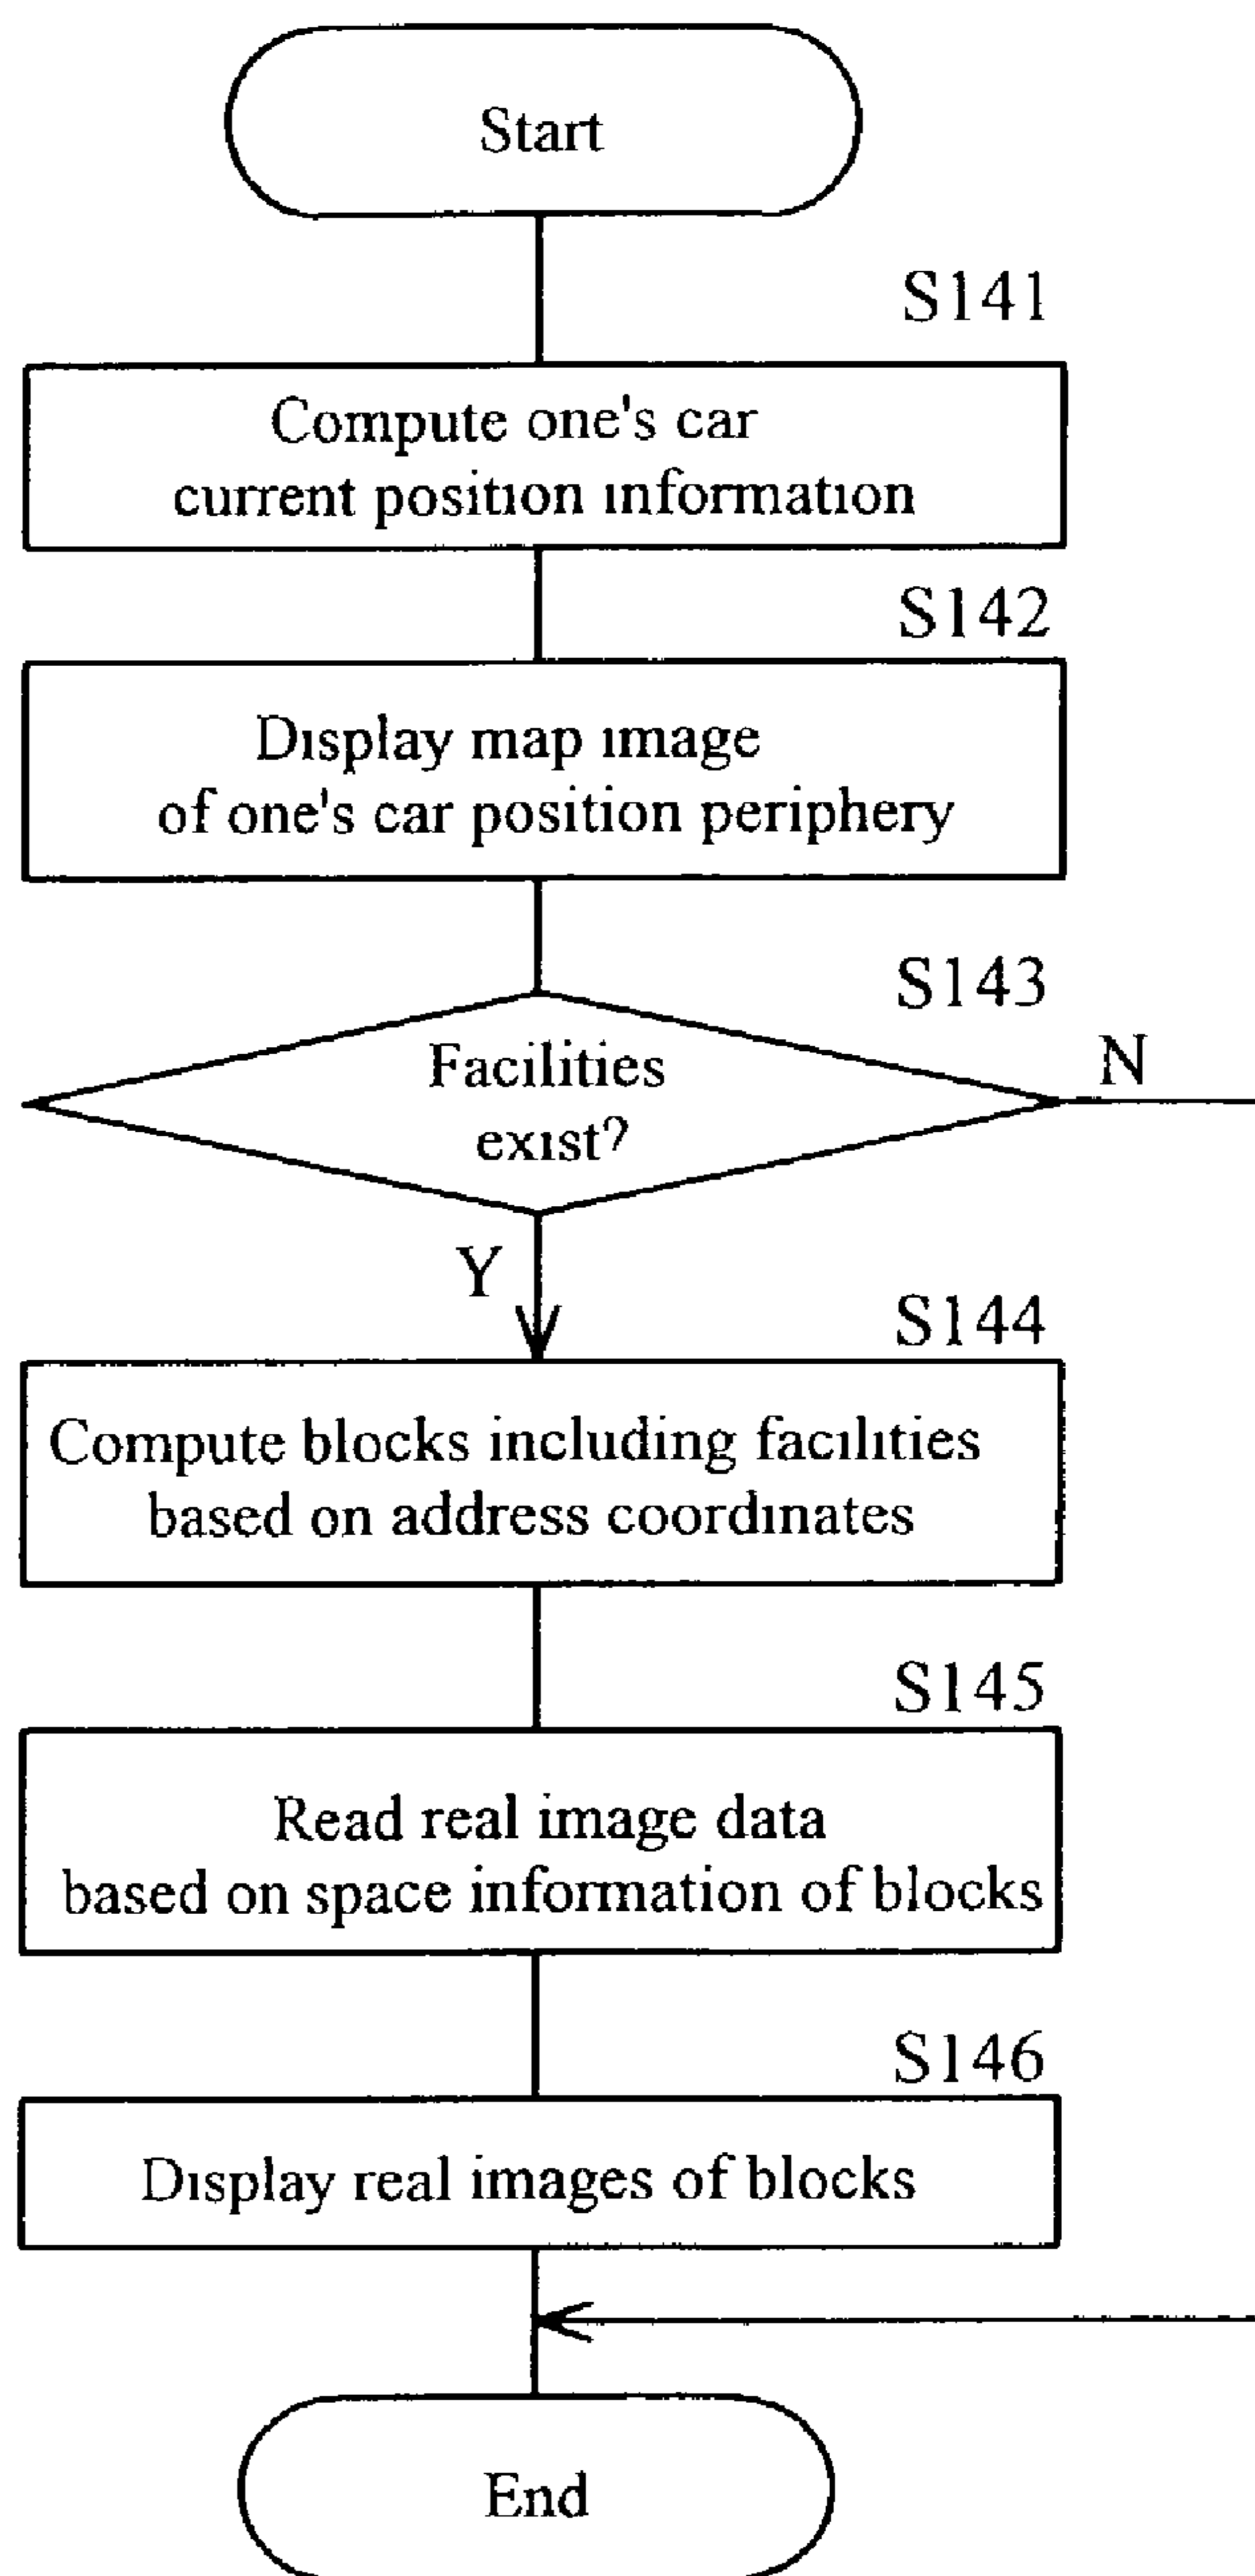 Start
S141
Compute one's car
current position information
S142
Display map image
of one's car position periphery
S143
Facilities
exist?
N
Y
S144
Compute blocks including facilities
based on address coordinates
S145
Read real image data
based on space information of blocks
S146
Display real images of blocks
End